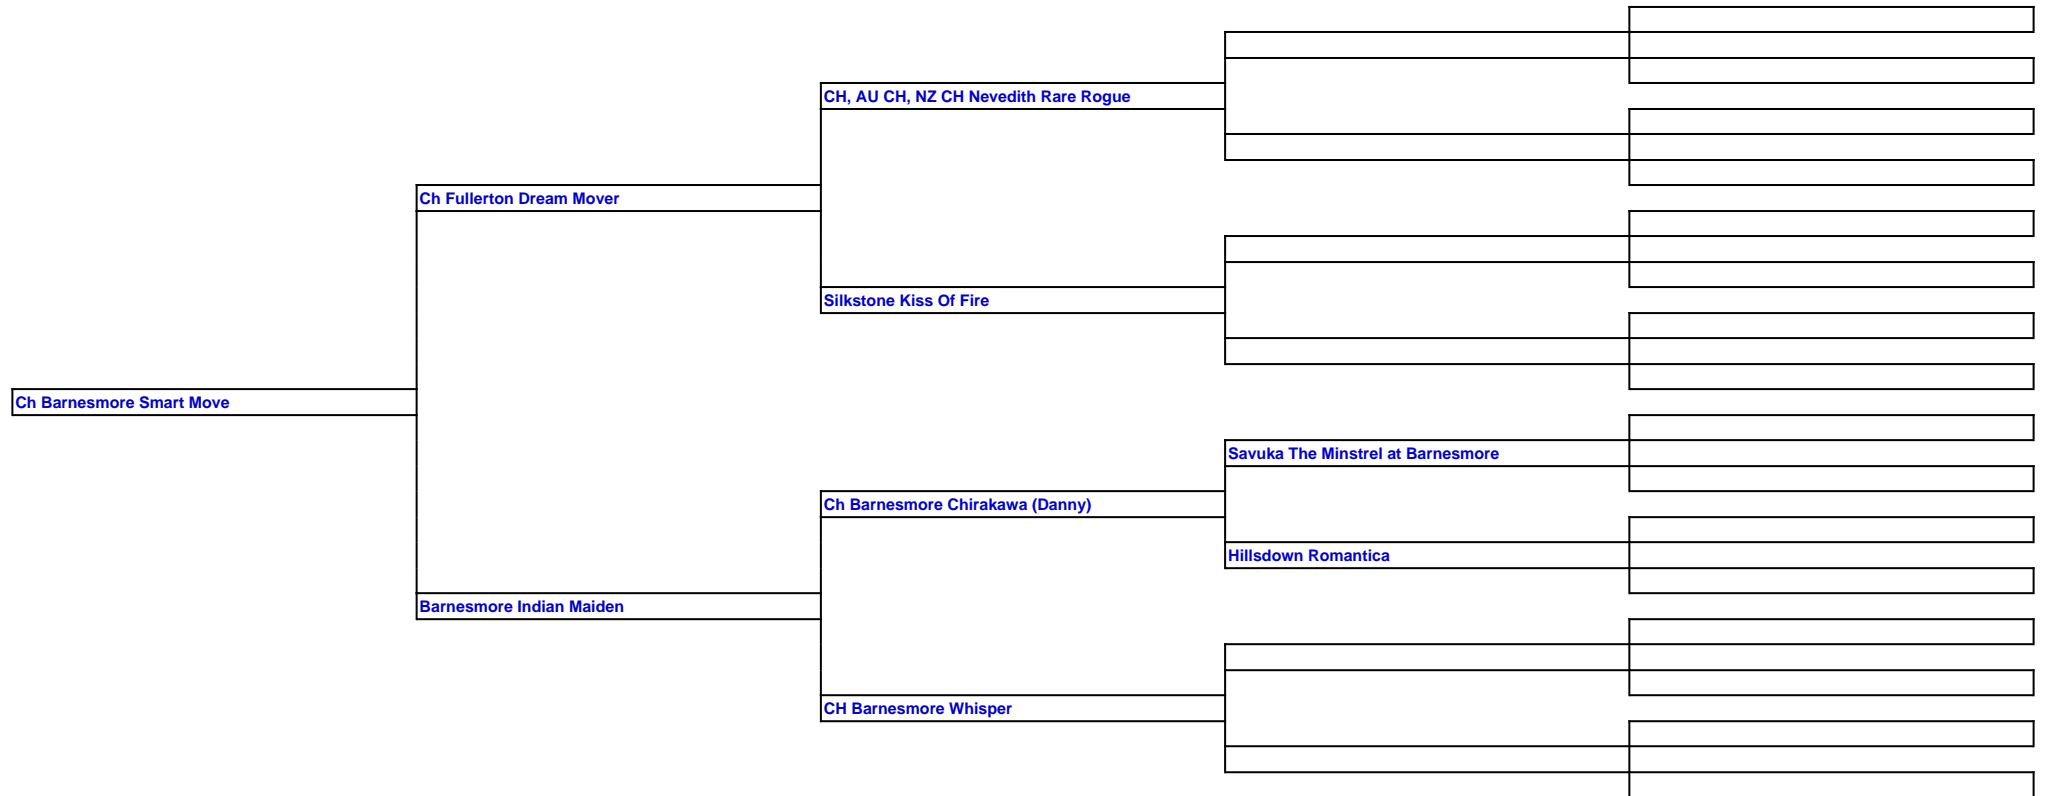 CH, AU CH, NZ CH Nevedith Rare Rogue
Ch Fullerton Dream Mover
Silkstone Kiss Of Fire
Ch Barnesmore Smart Move
Savuka The Minstrel at Barnesmore
Ch Barnesmore Chirakawa (Danny)
Hillsdown Romantica
Barnesmore Indian Maiden
CH Barnesmore Whisper